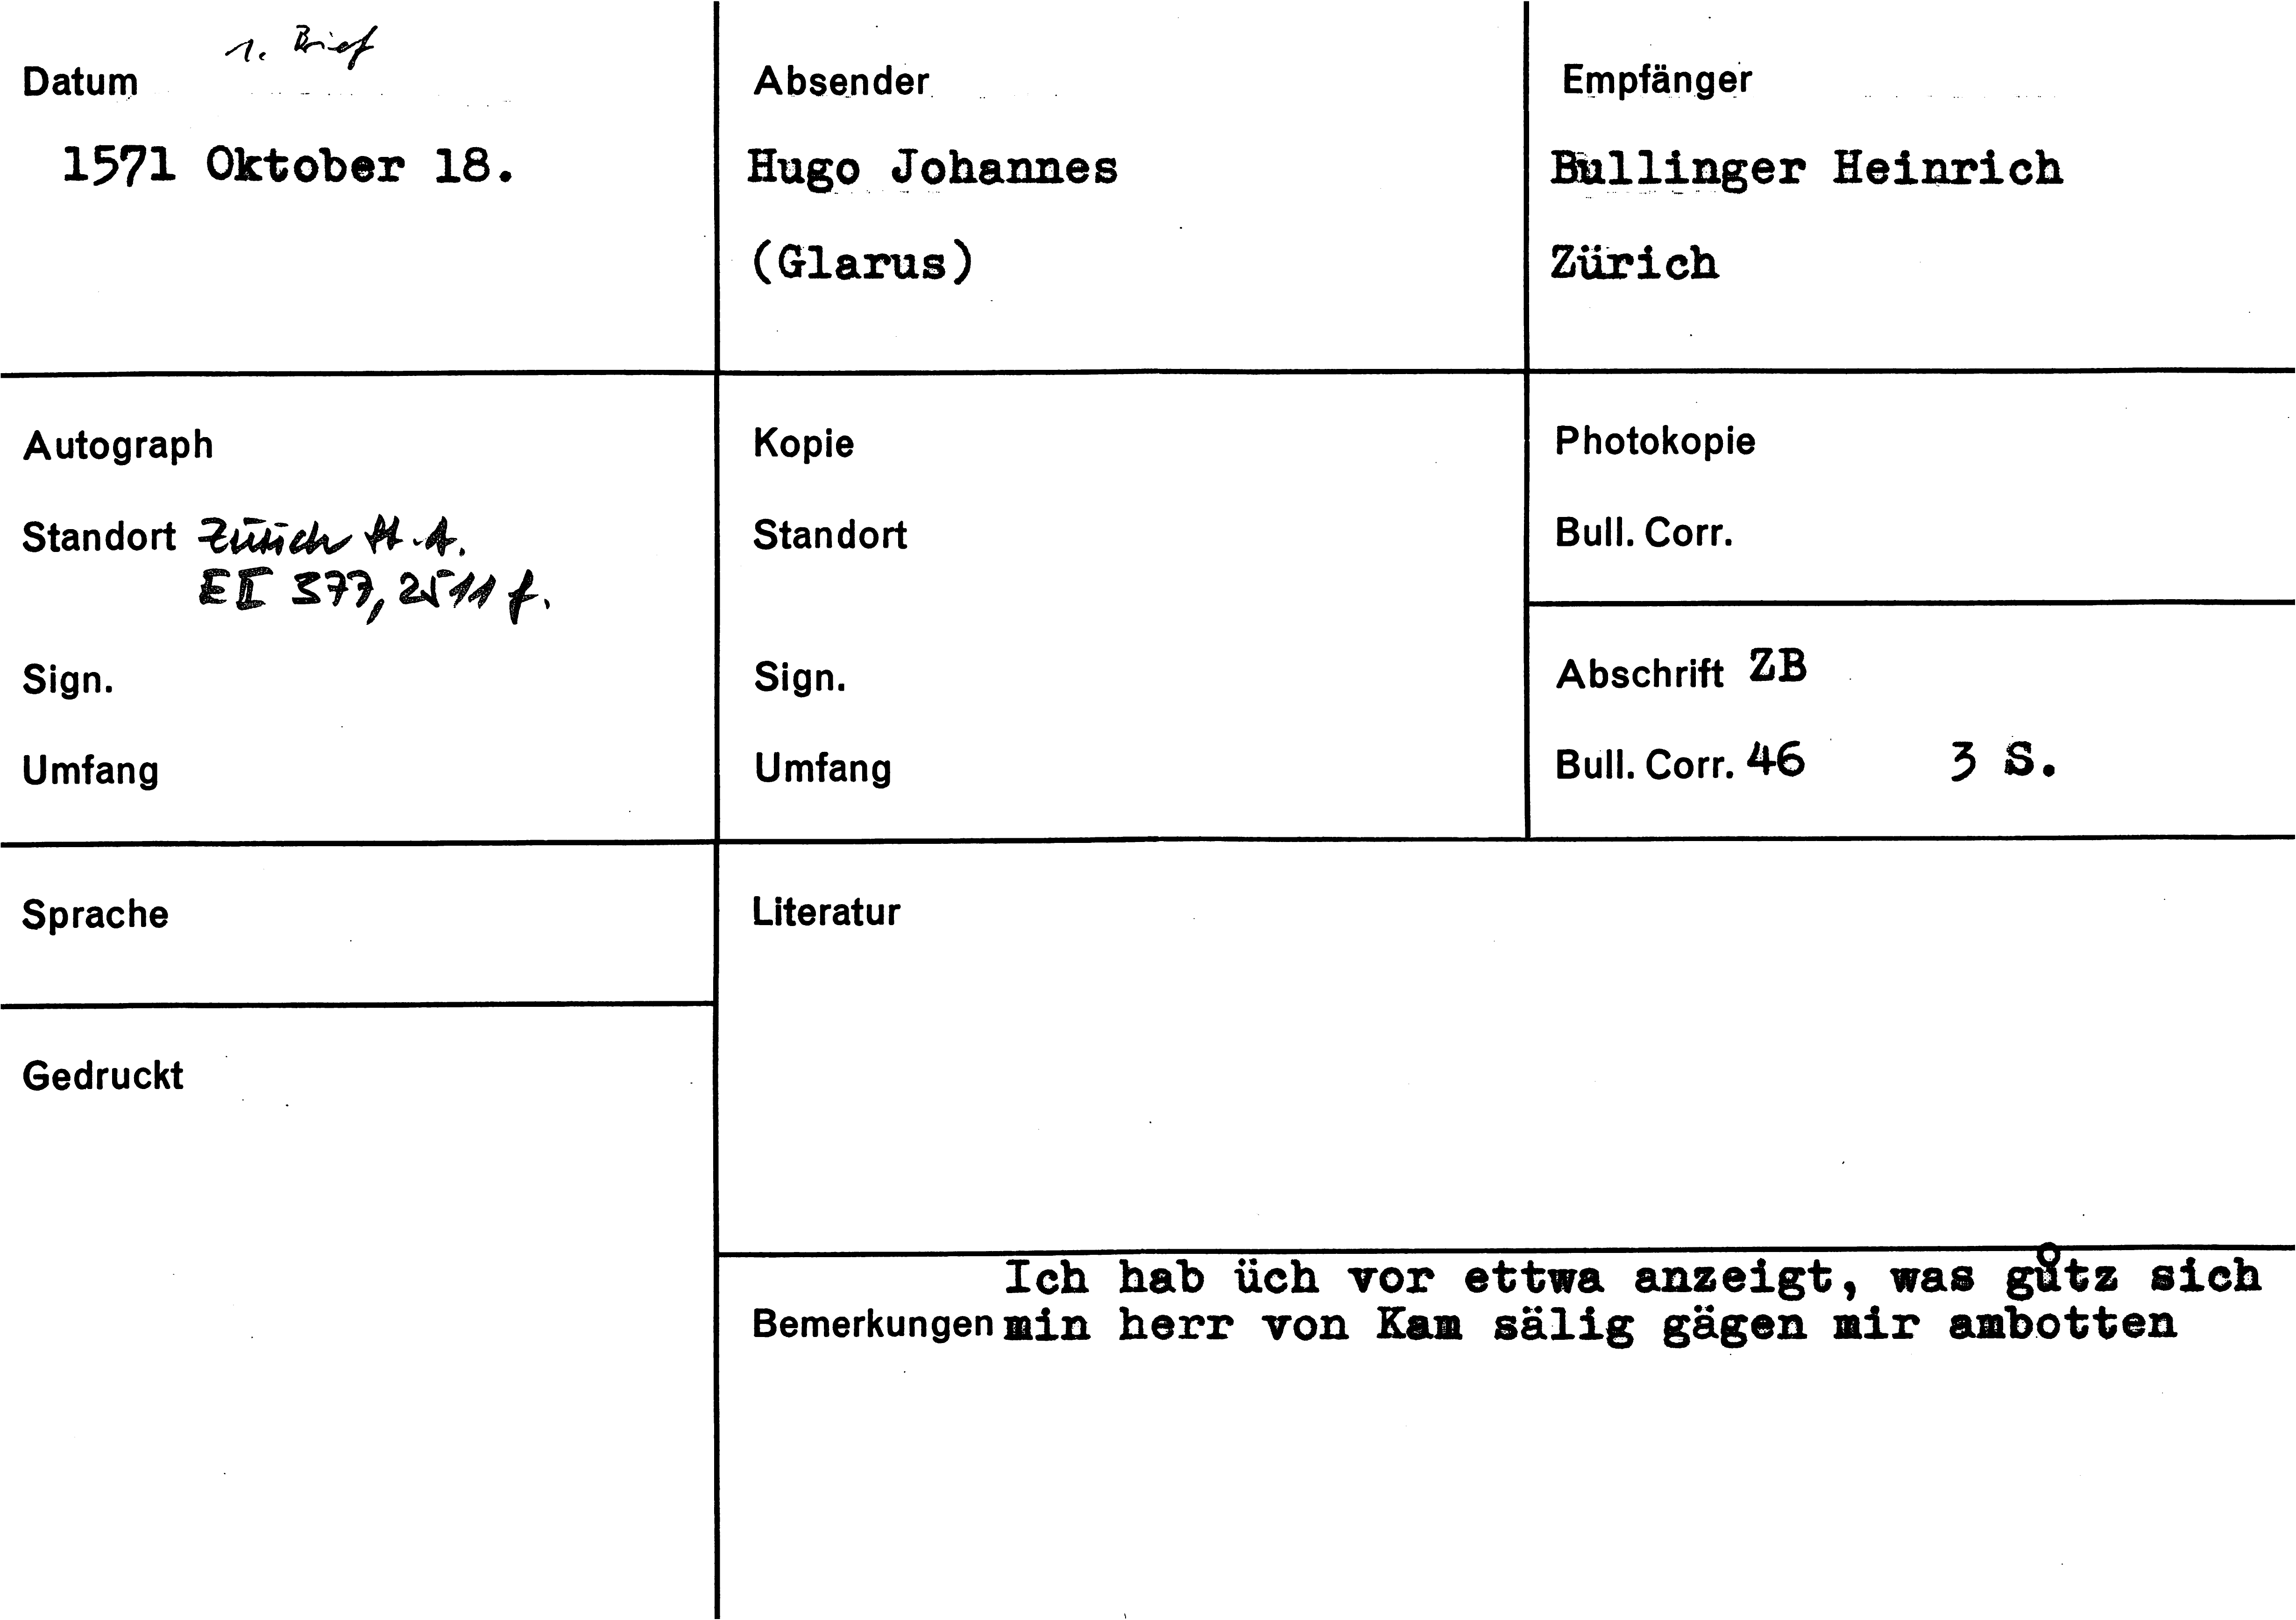 1. Brief
Datum
1571 Oktober 18.
Absender
Hugo Johannes
(Glarus)
Empfänger
Bullinger Heinrich
Zürich
Autograph
Standort Zürich St.A.
E II 377, 2511 f.
Sign.
Umfang
Kopie
Standort
Sign.
Umfang
Photokopie
Bull. Corr.
Abschrift ZB
Bull. Corr. 46 3 S.
Sprache
Gedruckt
Literatur
Ich hab üch vor ettwa anzeigt, was gůtz sich
Bemerkungen min herr von Kam sälig gägen mir ambotten